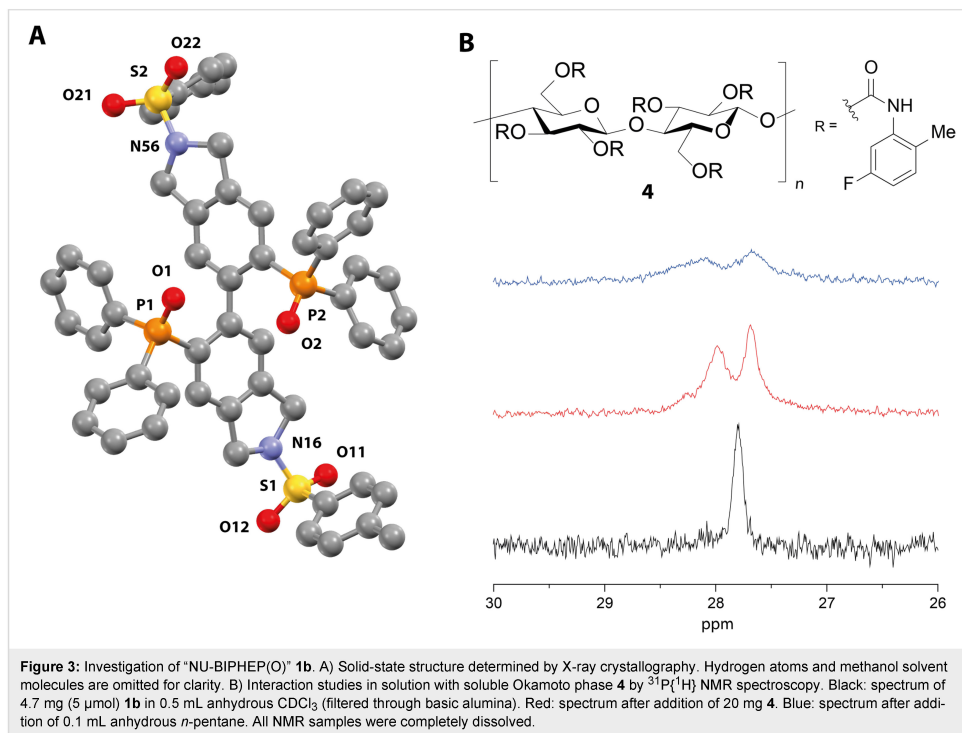 A
O22
S2
O21
N56
O1
P1
P2
O2
N16
O11
S1
O12
B
OR
RO
RO
OR
O
O
OR
RO
O
O
OR
OR
n
4
R =
O
NH
Me
F
30
29
28
27
26
ppm
Figure 3: Investigation of “NU-BIPHEP(O)” 1b. A) Solid-state structure determined by X-ray crystallography. Hydrogen atoms and methanol solvent
molecules are omitted for clarity. B) Interaction studies in solution with soluble Okamoto phase 4 by ³¹P{¹H} NMR spectroscopy. Black: spectrum of
4.7 mg (5 μmol) 1b in 0.5 mL anhydrous CDCl₃ (filtered through basic alumina). Red: spectrum after addition of 20 mg 4. Blue: spectrum after addi-
tion of 0.1 mL anhydrous n-pentane. All NMR samples were completely dissolved.